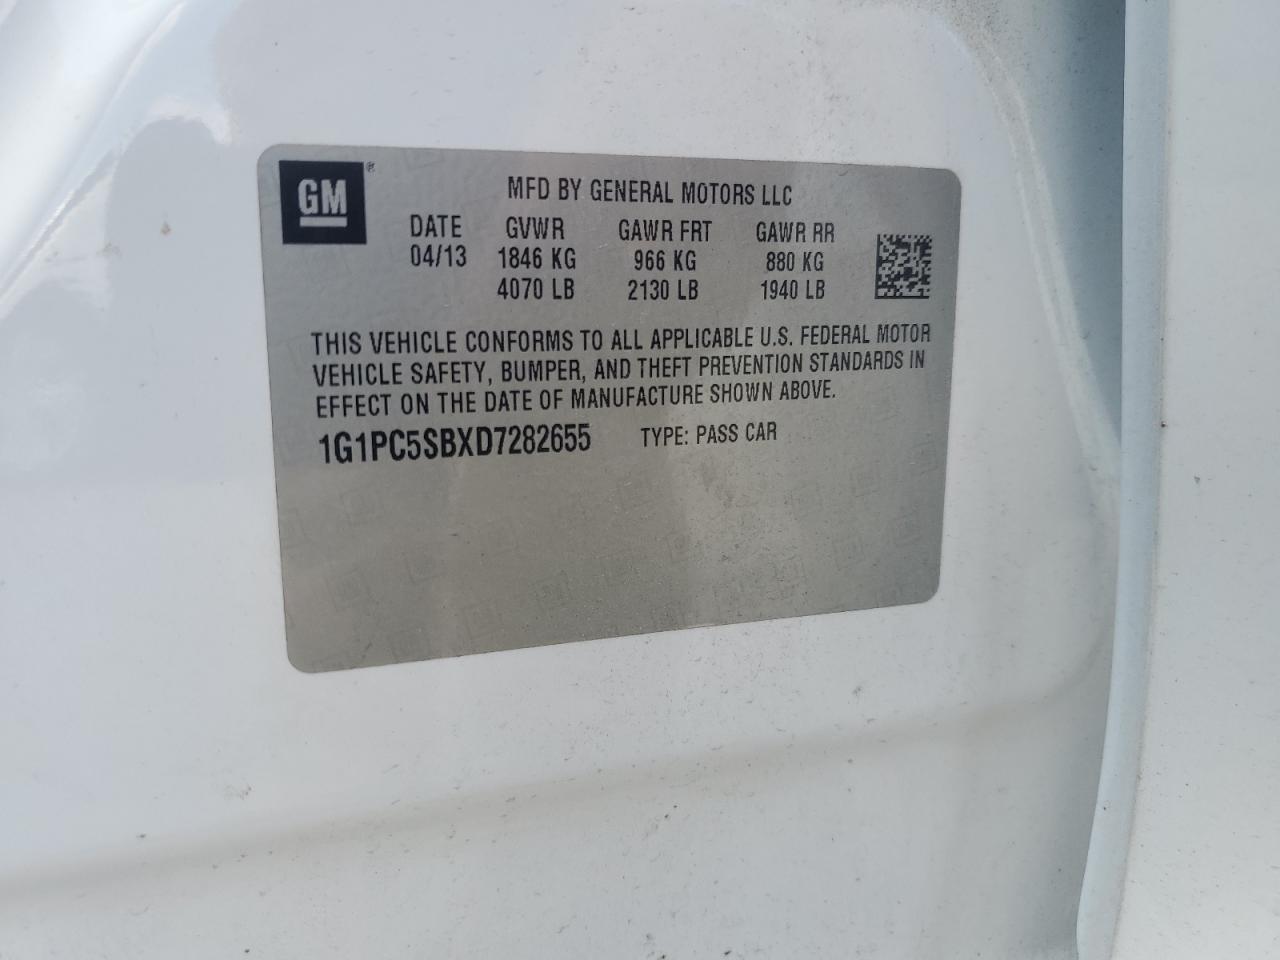 GM ®
MFD BY GENERAL MOTORS LLC
DATE GVWR GAWR FRT GAWR RR
04/13 1846 KG 966 KG 880 KG
4070 LB 2130 LB 1940 LB
THIS VEHICLE CONFORMS TO ALL APPLICABLE U.S. FEDERAL MOTOR
VEHICLE SAFETY, BUMPER, AND THEFT PREVENTION STANDARDS IN
EFFECT ON THE DATE OF MANUFACTURE SHOWN ABOVE.
1G1PC5SBXD7282655 TYPE: PASS CAR